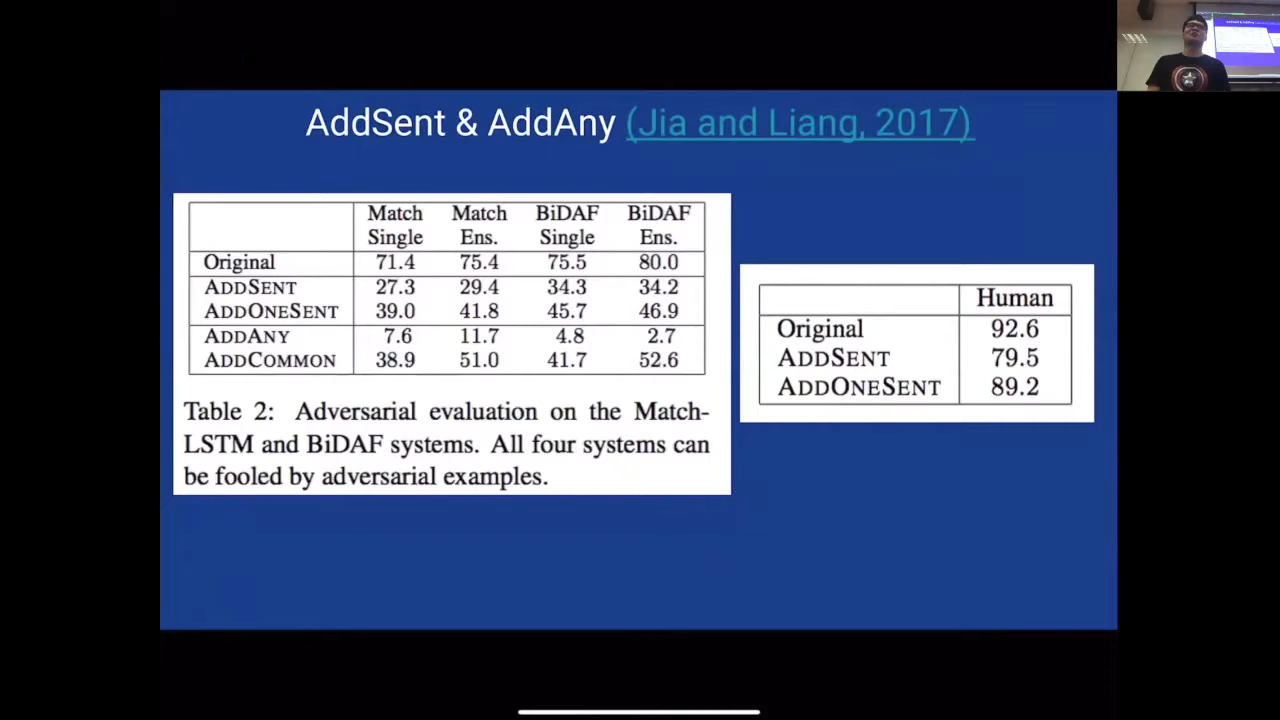 AddSent & AddAny (Jia and Liang, 2017)
Match Match BiDAF BiDAF
Single Ens. Single Ens.
Original 71.4 75.4 75.5 80.0
ADDSENT 27.3 29.4 34.3 34.2
ADDONESENT 39.0 41.8 45.7 46.9
ADDANY 7.6 11.7 4.8 2.7
ADDCOMMON 38.9 51.0 41.7 52.6
Table 2: Adversarial evaluation on the Match-
LSTM and BiDAF systems. All four systems can
be fooled by adversarial examples.
Human
Original 92.6
ADDSENT 79.5
ADDONESENT 89.2